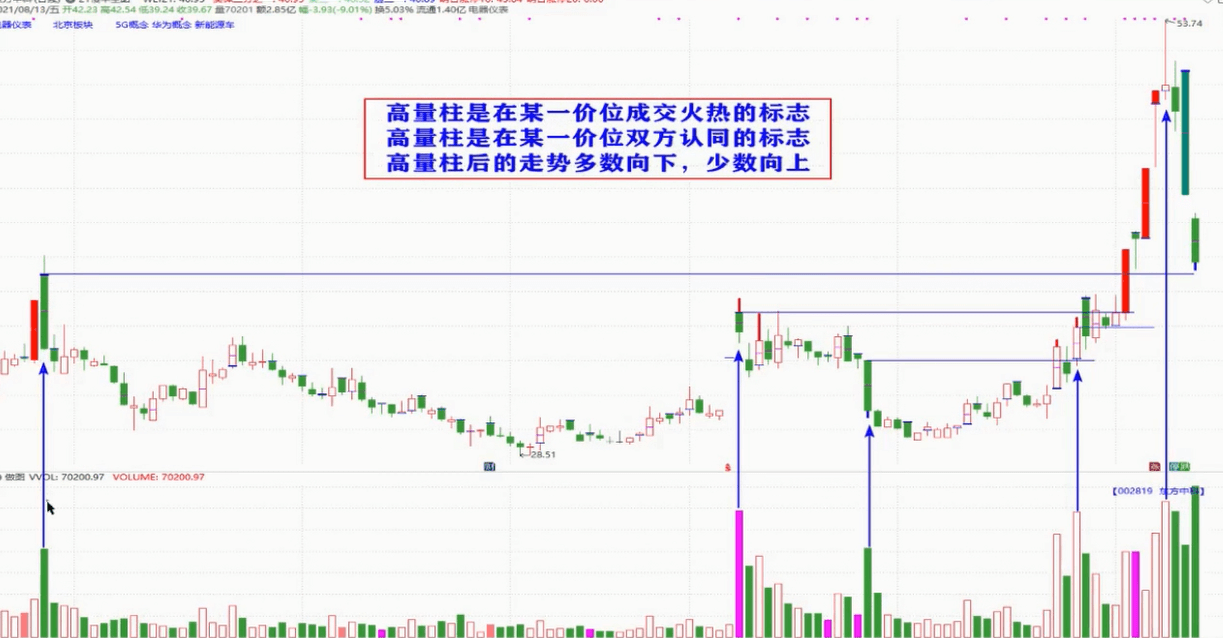 021/08/13/五 开42.23 高42.54 低39.24 收39.67 量70201 额2.85亿 幅-3.93(-9.01%) 换5.03% 流通1.40亿 电器仪表
器仪表 北京板块 5G概念 华为概念 新能源车
53.74
高量柱是在某一价位成交火热的标志
高量柱是在某一价位双方认同的标志
高量柱后的走势多数向下，少数向上
28.51
做图 VVOL: 70200.97 VOLUME: 70200.97
【002819 东方中科】